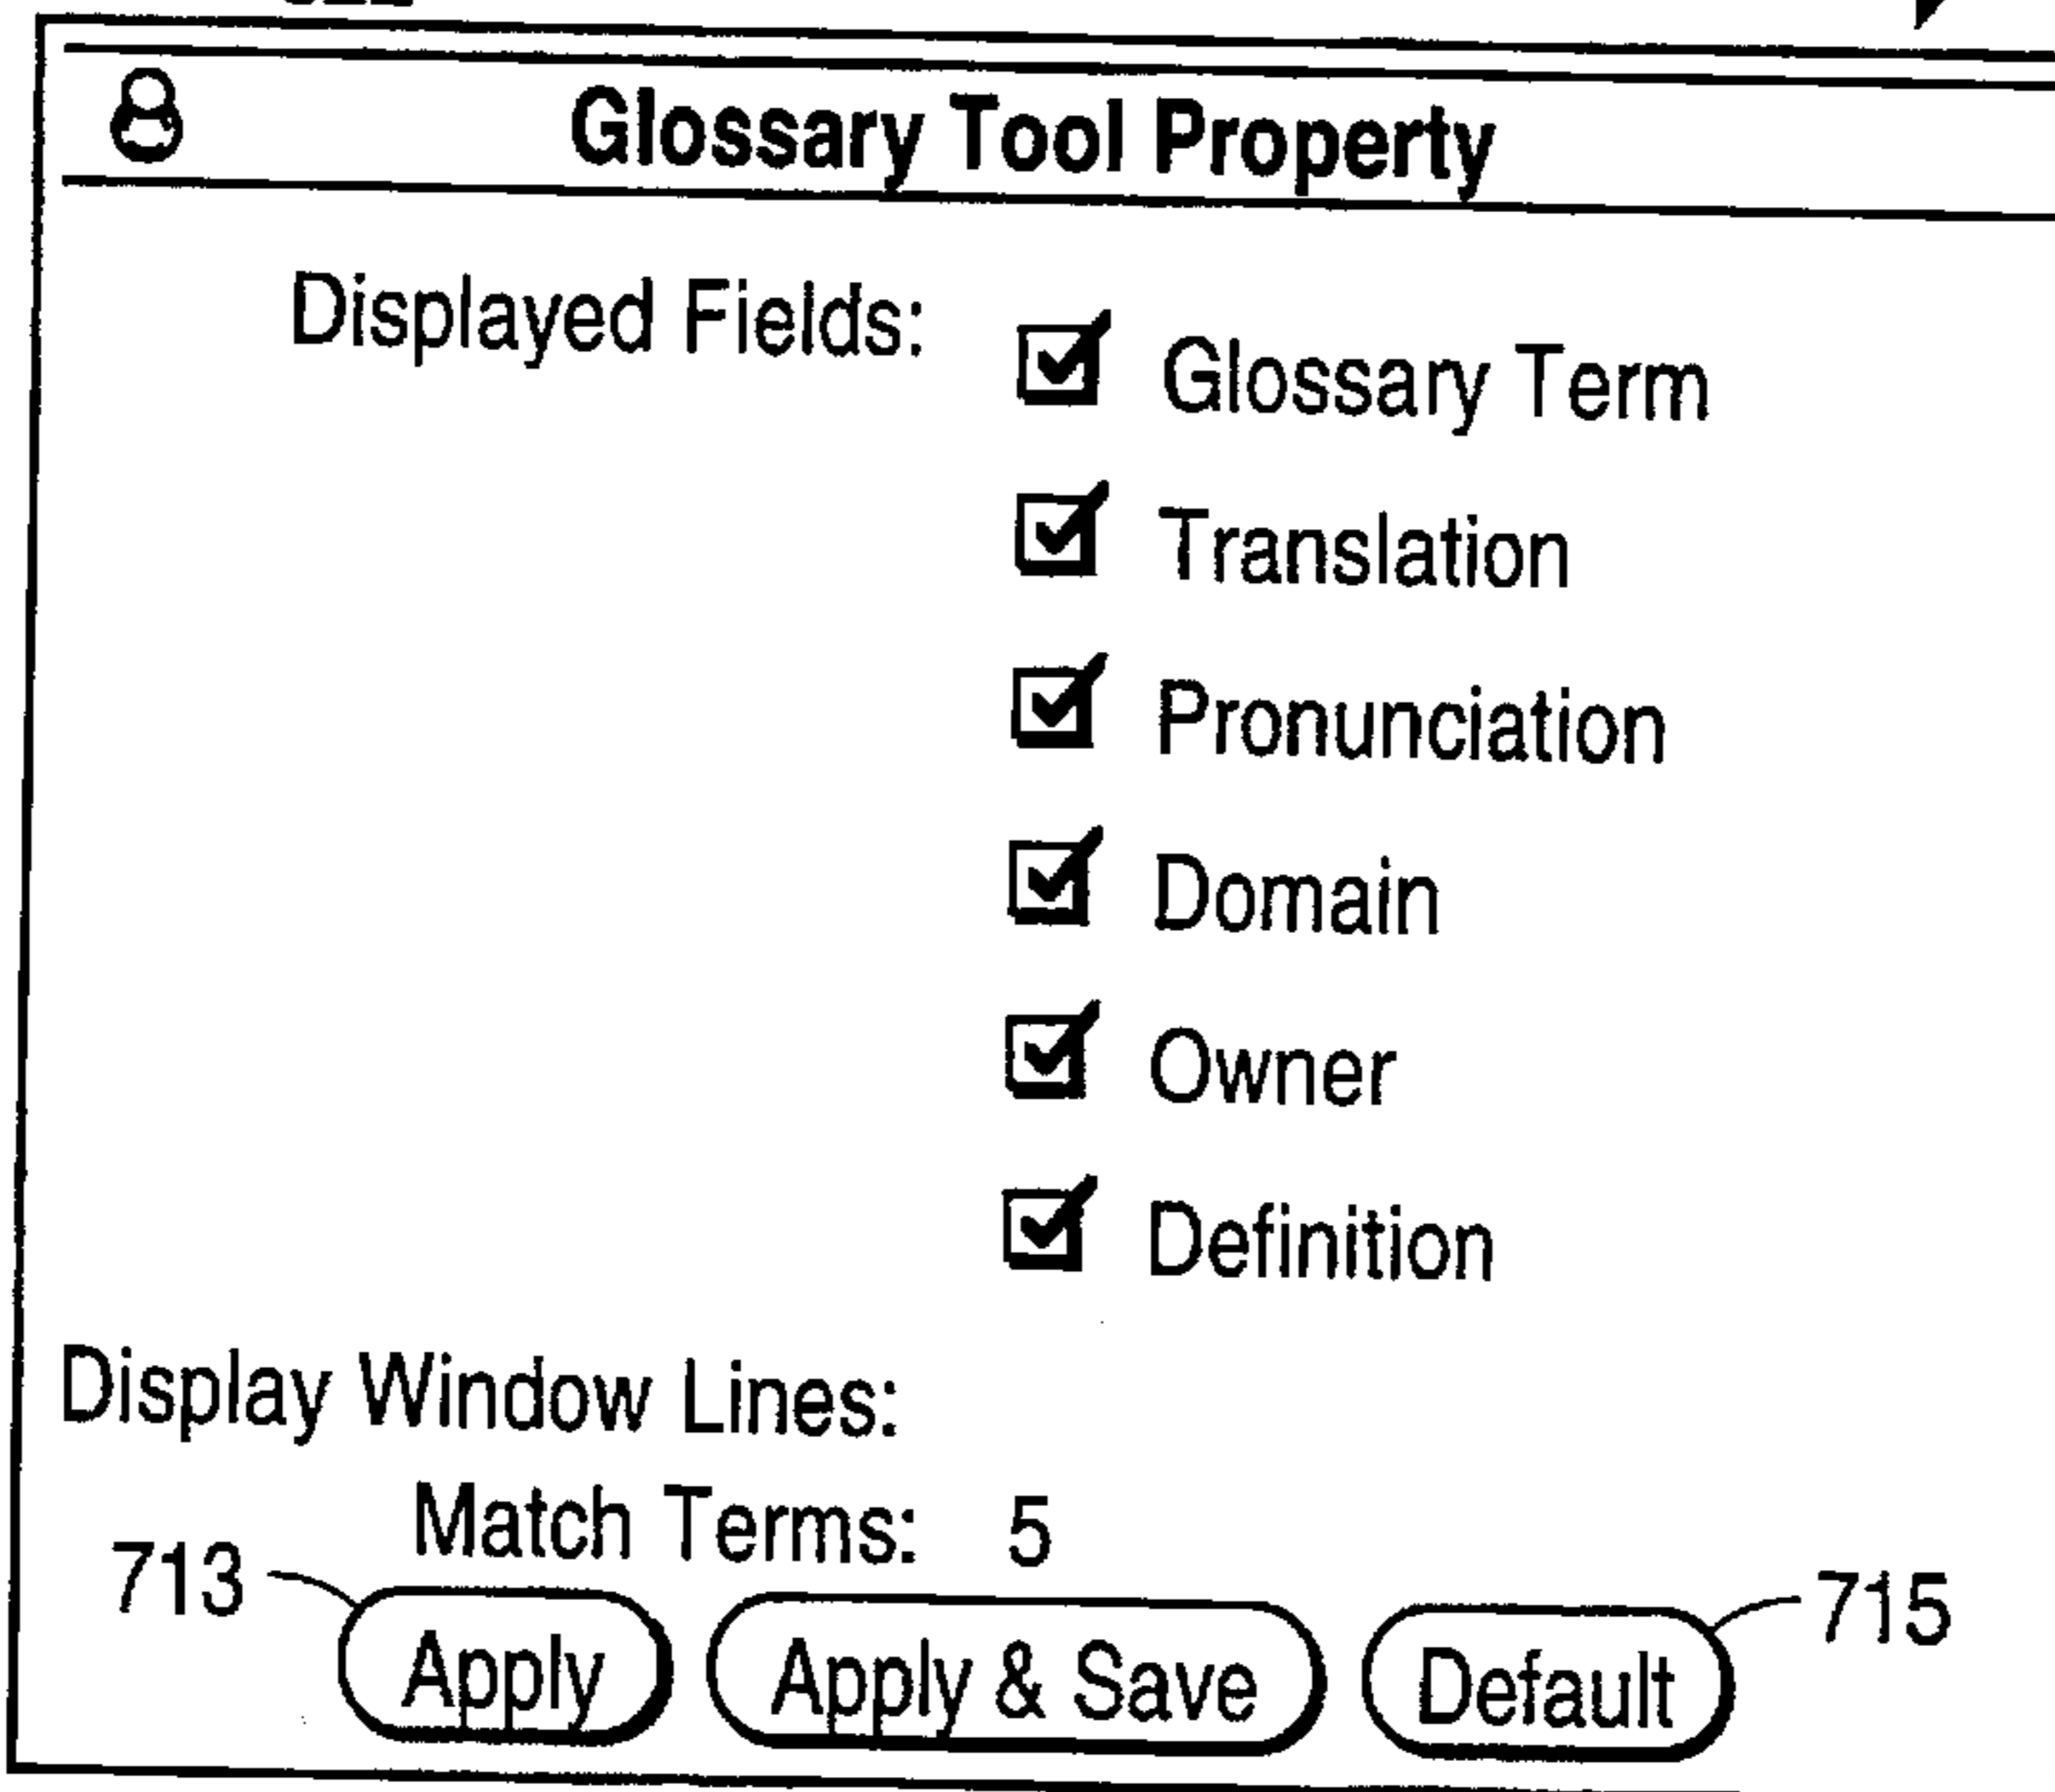 Glossary Tool Property
Displayed Fields:
Glossary Term
Translation
Pronunciation
Domain
Owner
Definition
Display Window Lines:
Match Terms: 5
713
715
Apply
Apply & Save
Default